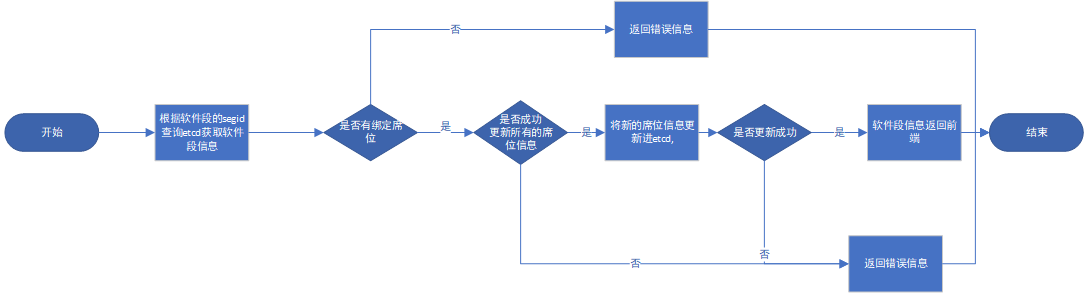 否
返回错误信息
开始
根据软件段的segid
查询etcd获取软件
段信息
是否有绑定席
位
是
是否成功
更新所有的席
位信息
是
将新的席位信息更
新进etcd,
是否更新成功
是
软件段信息返回前
端
结束
否
否
返回错误信息